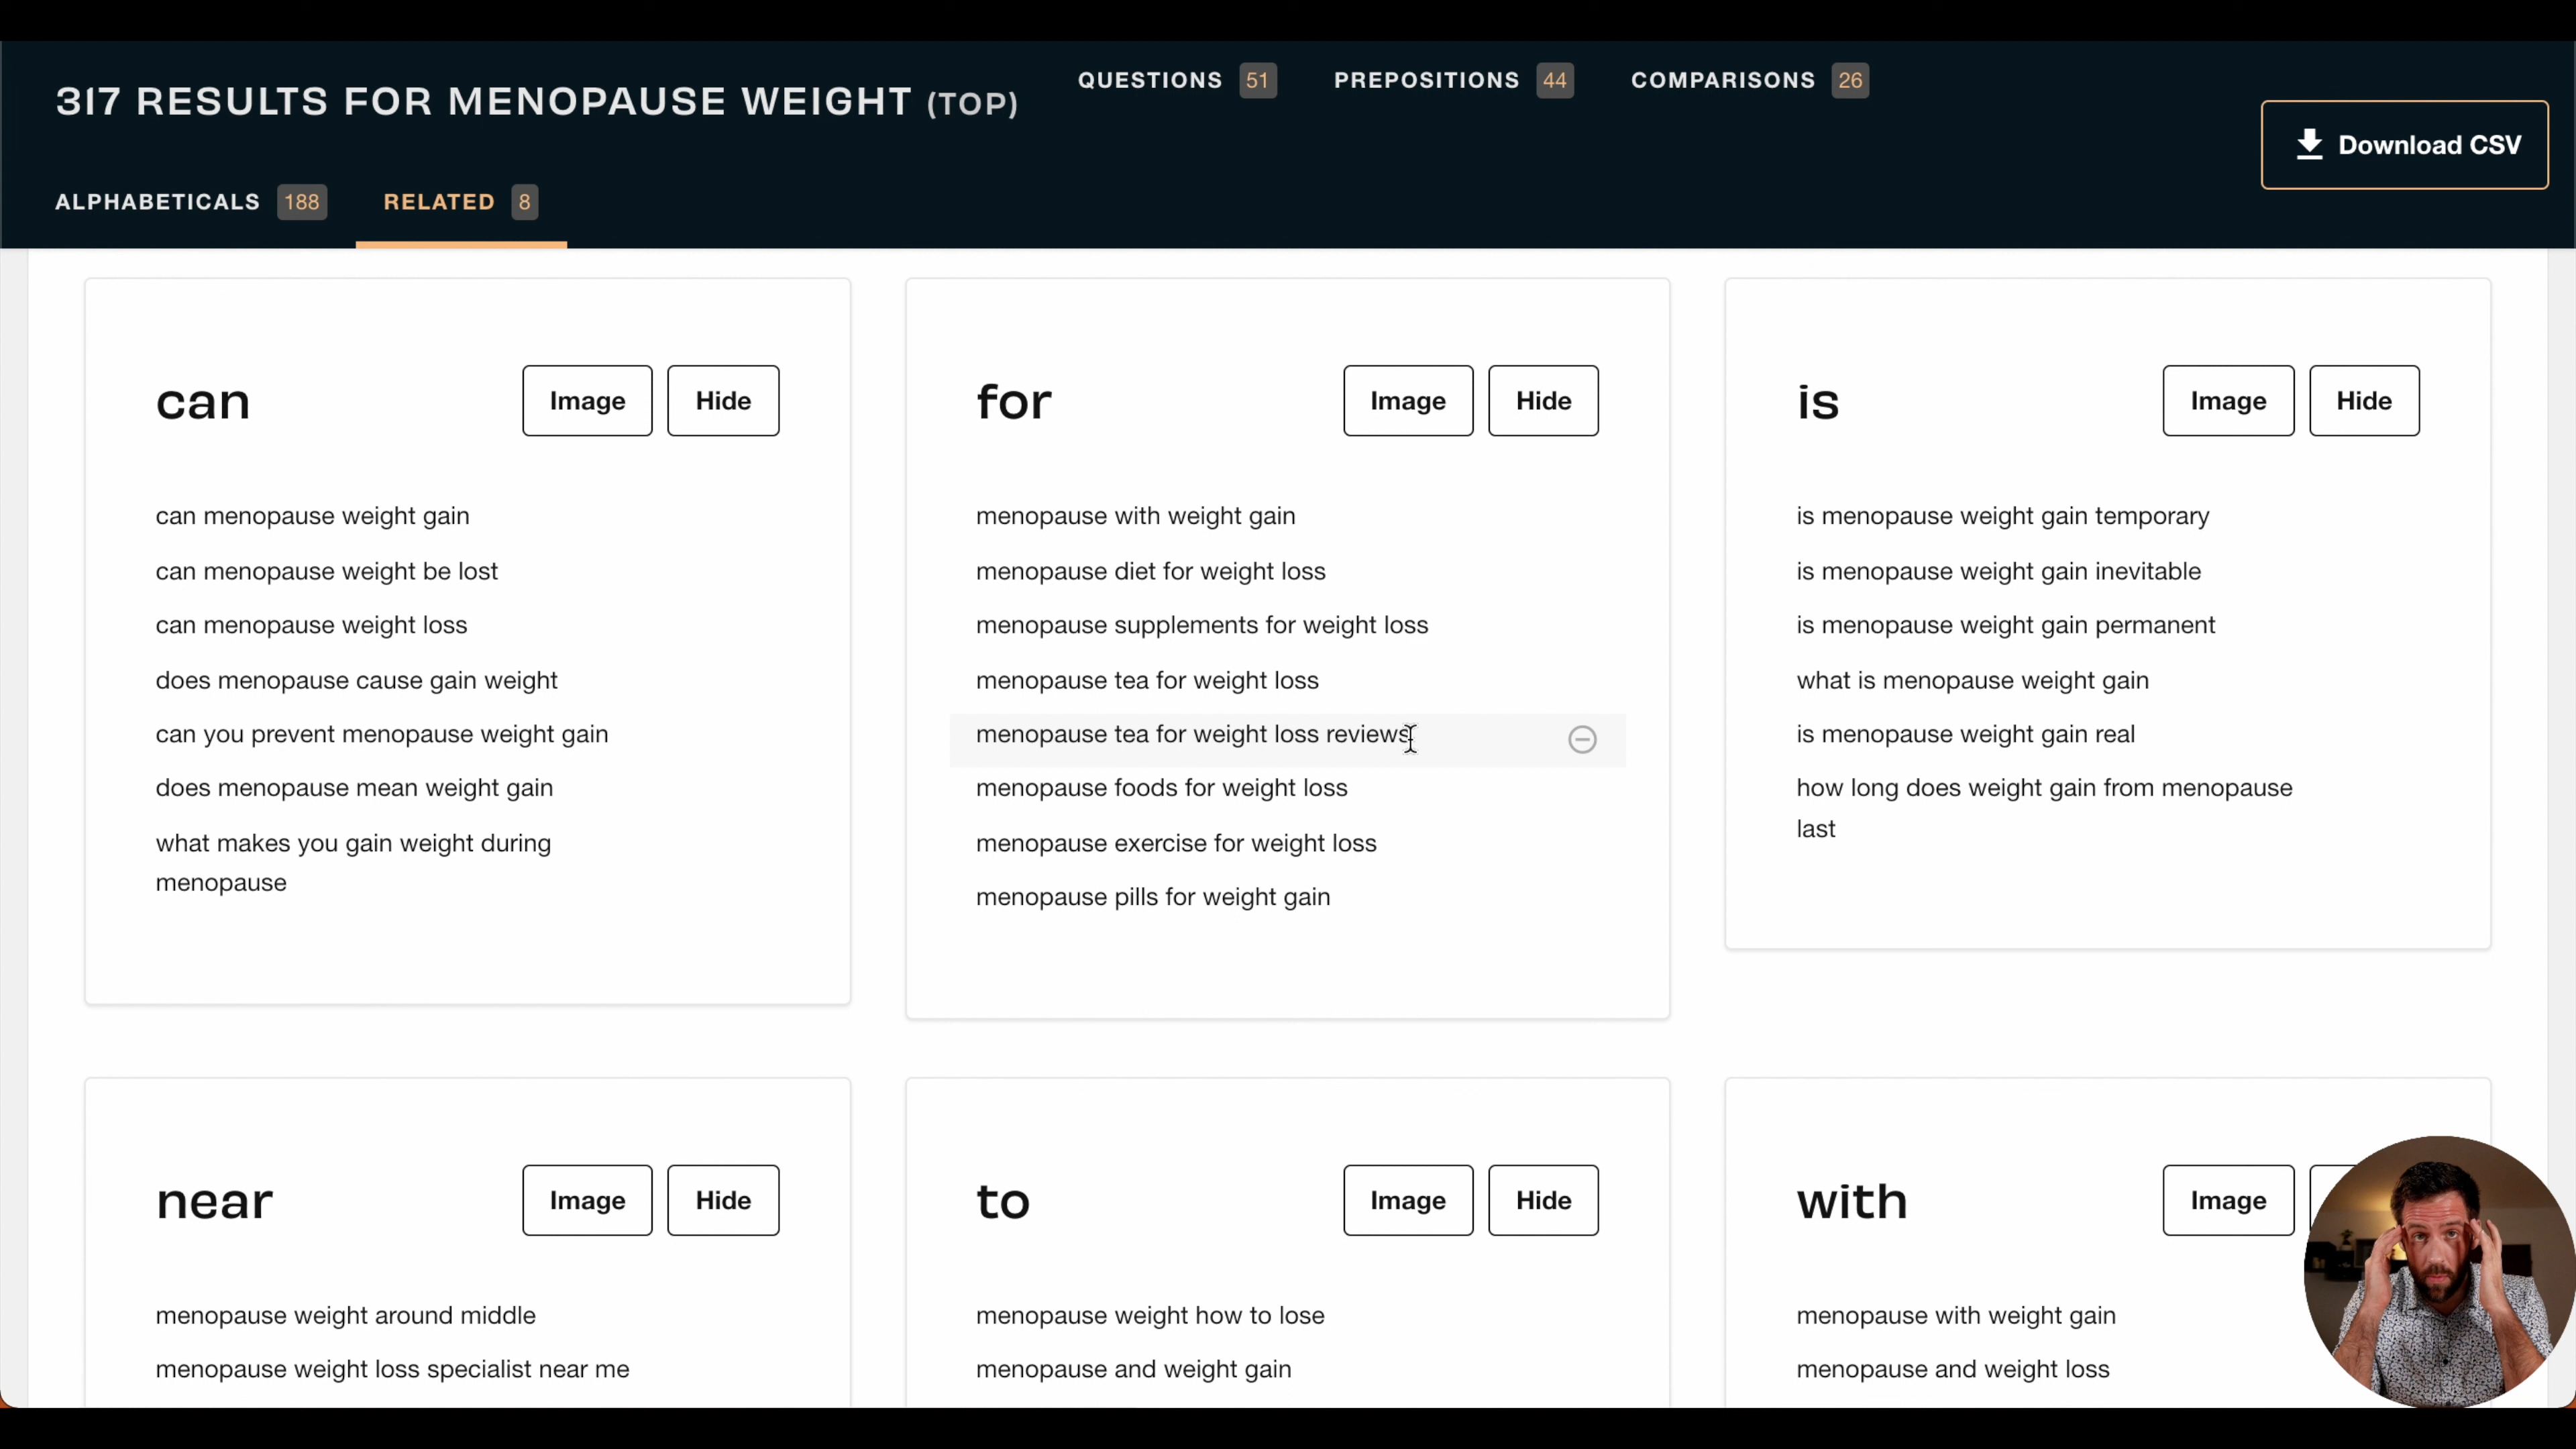 317 RESULTS FOR MENOPAUSE WEIGHT (TOP)
QUESTIONS 51
PREPOSITIONS 44
COMPARISONS 26
Download CSV
ALPHABETICALS 188
RELATED 8
can
Image
Hide
can menopause weight gain
can menopause weight be lost
can menopause weight loss
does menopause cause gain weight
can you prevent menopause weight gain
does menopause mean weight gain
what makes you gain weight during
menopause
for
Image
Hide
menopause with weight gain
menopause diet for weight loss
menopause supplements for weight loss
menopause tea for weight loss
menopause tea for weight loss reviews
menopause foods for weight loss
menopause exercise for weight loss
menopause pills for weight gain
is
Image
Hide
is menopause weight gain temporary
is menopause weight gain inevitable
is menopause weight gain permanent
what is menopause weight gain
is menopause weight gain real
how long does weight gain from menopause
last
near
Image
Hide
menopause weight around middle
menopause weight loss specialist near me
to
Image
Hide
menopause weight how to lose
menopause and weight gain
with
Image
menopause with weight gain
menopause and weight loss